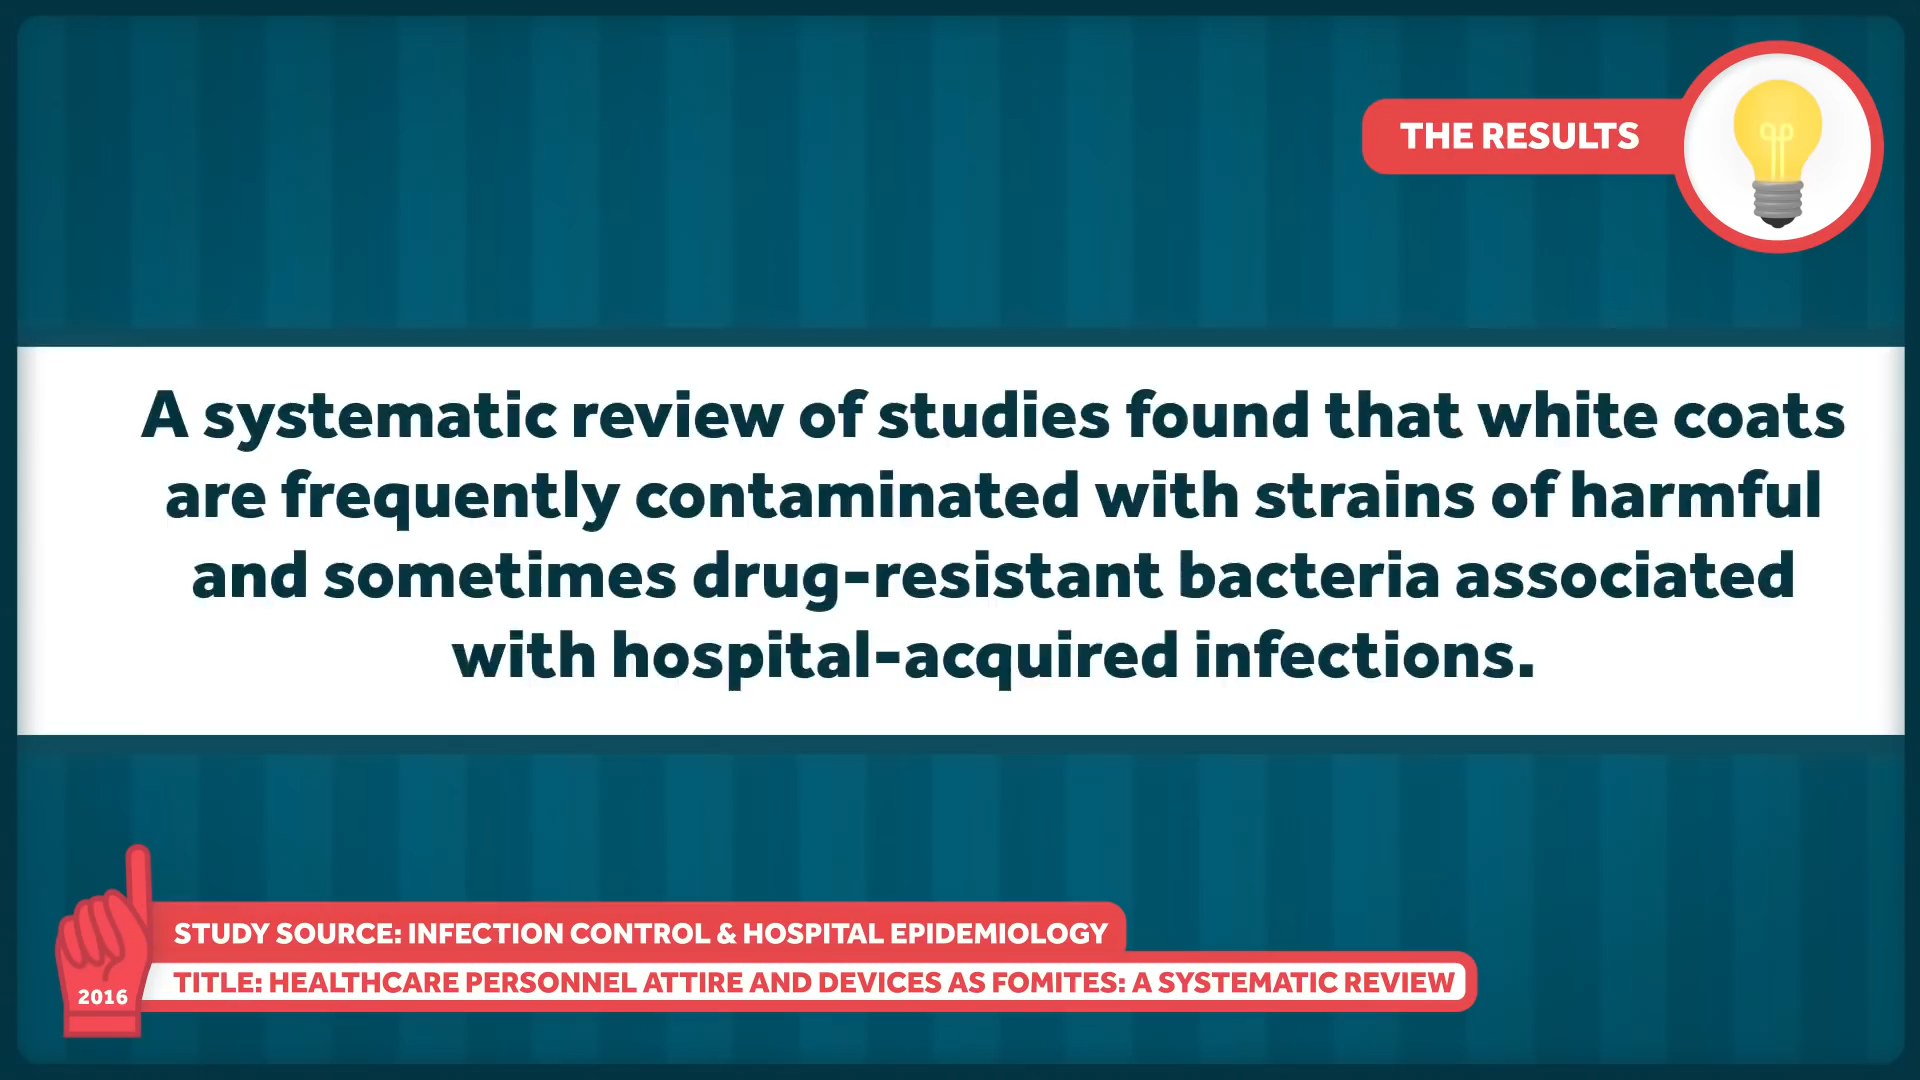 THE RESULTS
A systematic review of studies found that white coats
are frequently contaminated with strains of harmful
and sometimes drug-resistant bacteria associated
with hospital-acquired infections.
STUDY SOURCE: INFECTION CONTROL & HOSPITAL EPIDEMIOLOGY
TITLE: HEALTHCARE PERSONNEL ATTIRE AND DEVICES AS FOMITES: A SYSTEMATIC REVIEW
2016